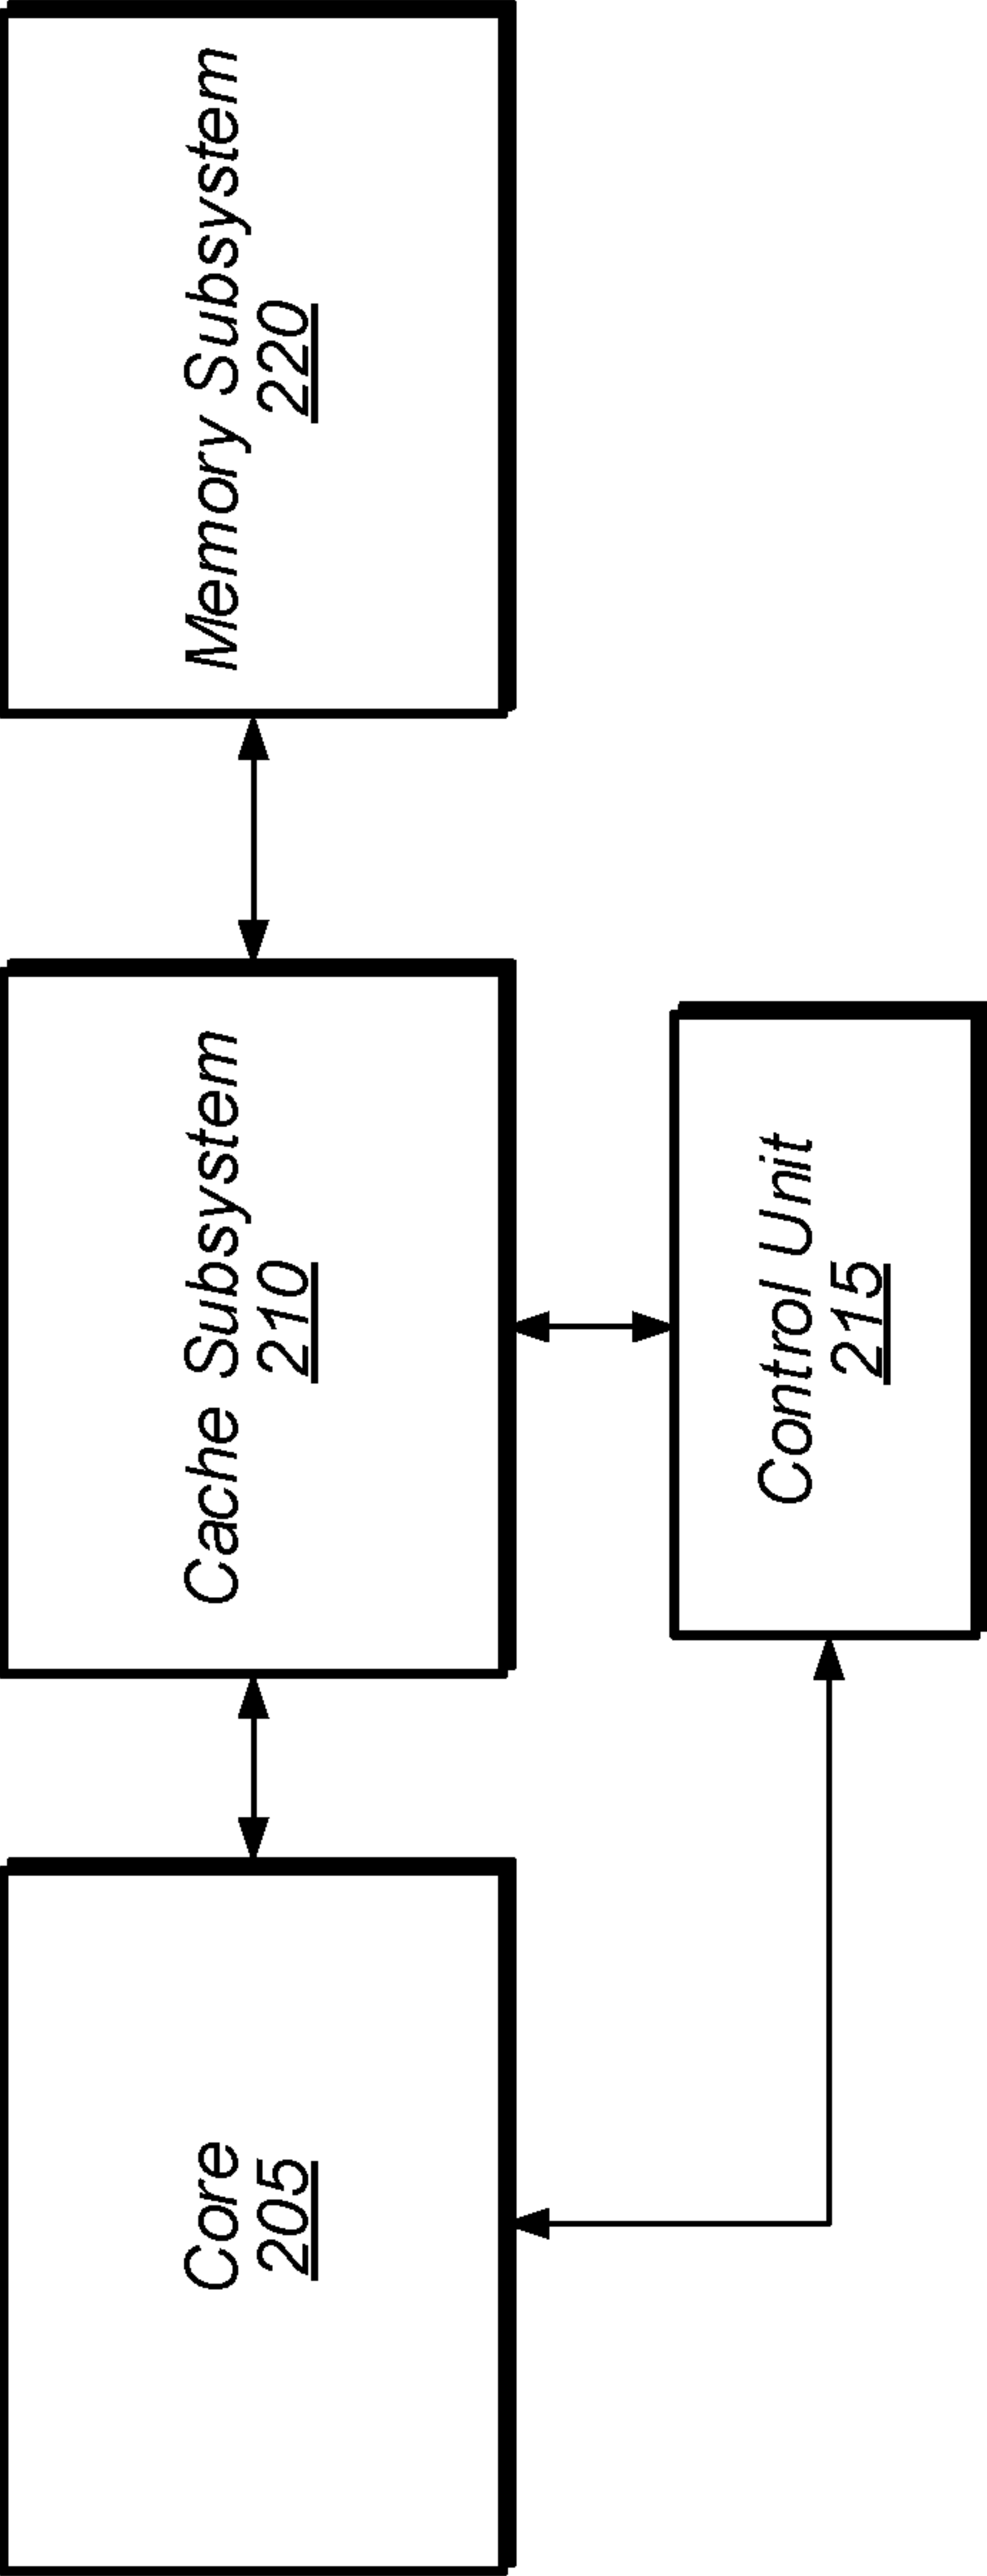 Core
205
Cache Subsystem
210
Memory Subsystem
220
Control Unit
215